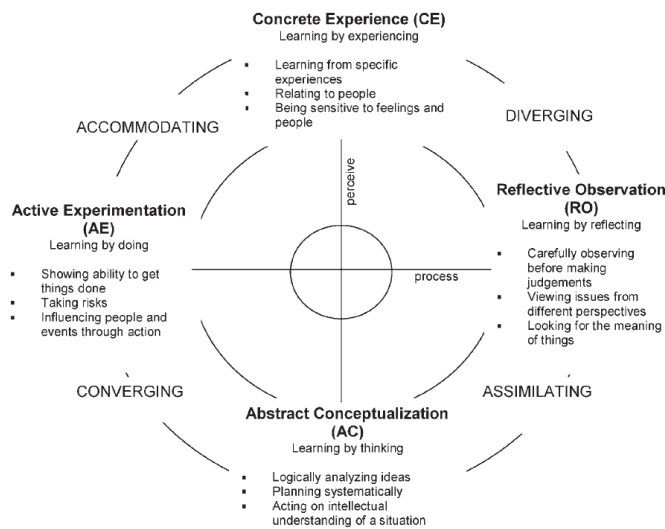 Concrete Experience (CE)
Learning by experiencing
▪ Learning from specific
experiences
▪ Relating to people
▪ Being sensitive to feelings and
people
ACCOMMODATING
DIVERGING
perceive
process
Active Experimentation
(AE)
Learning by doing
▪ Showing ability to get
things done
▪ Taking risks
▪ Influencing people and
events through action
Reflective Observation
(RO)
Learning by reflecting
▪ Carefully observing
before making
judgements
▪ Viewing issues from
different perspectives
▪ Looking for the meaning
of things
CONVERGING
ASSIMILATING
Abstract Conceptualization
(AC)
Learning by thinking
▪ Logically analyzing ideas
▪ Planning systematically
▪ Acting on intellectual
understanding of a situation